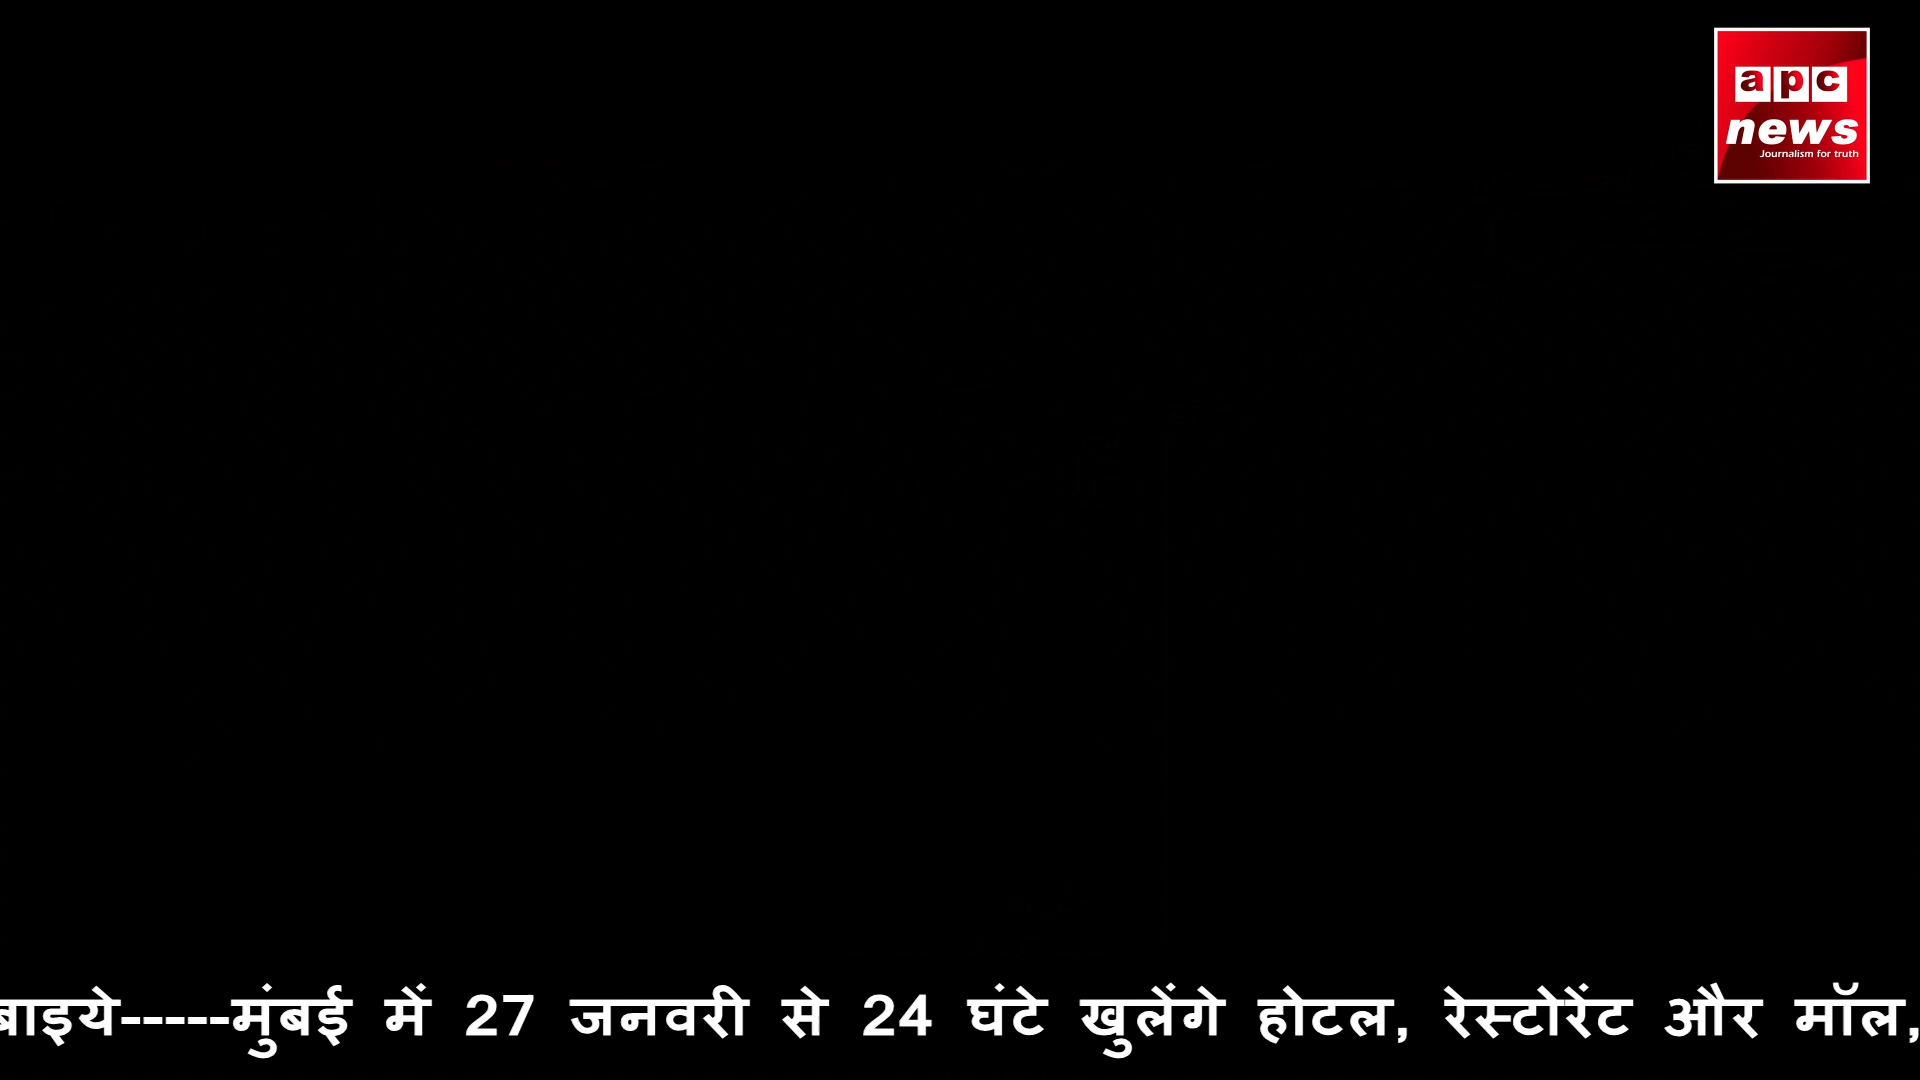 apc
news
Journalism for truth
बाइये-----मुंबई में 27 जनवरी से 24 घंटे खुलेंगे होटल, रेस्टोरेंट और मॉल,